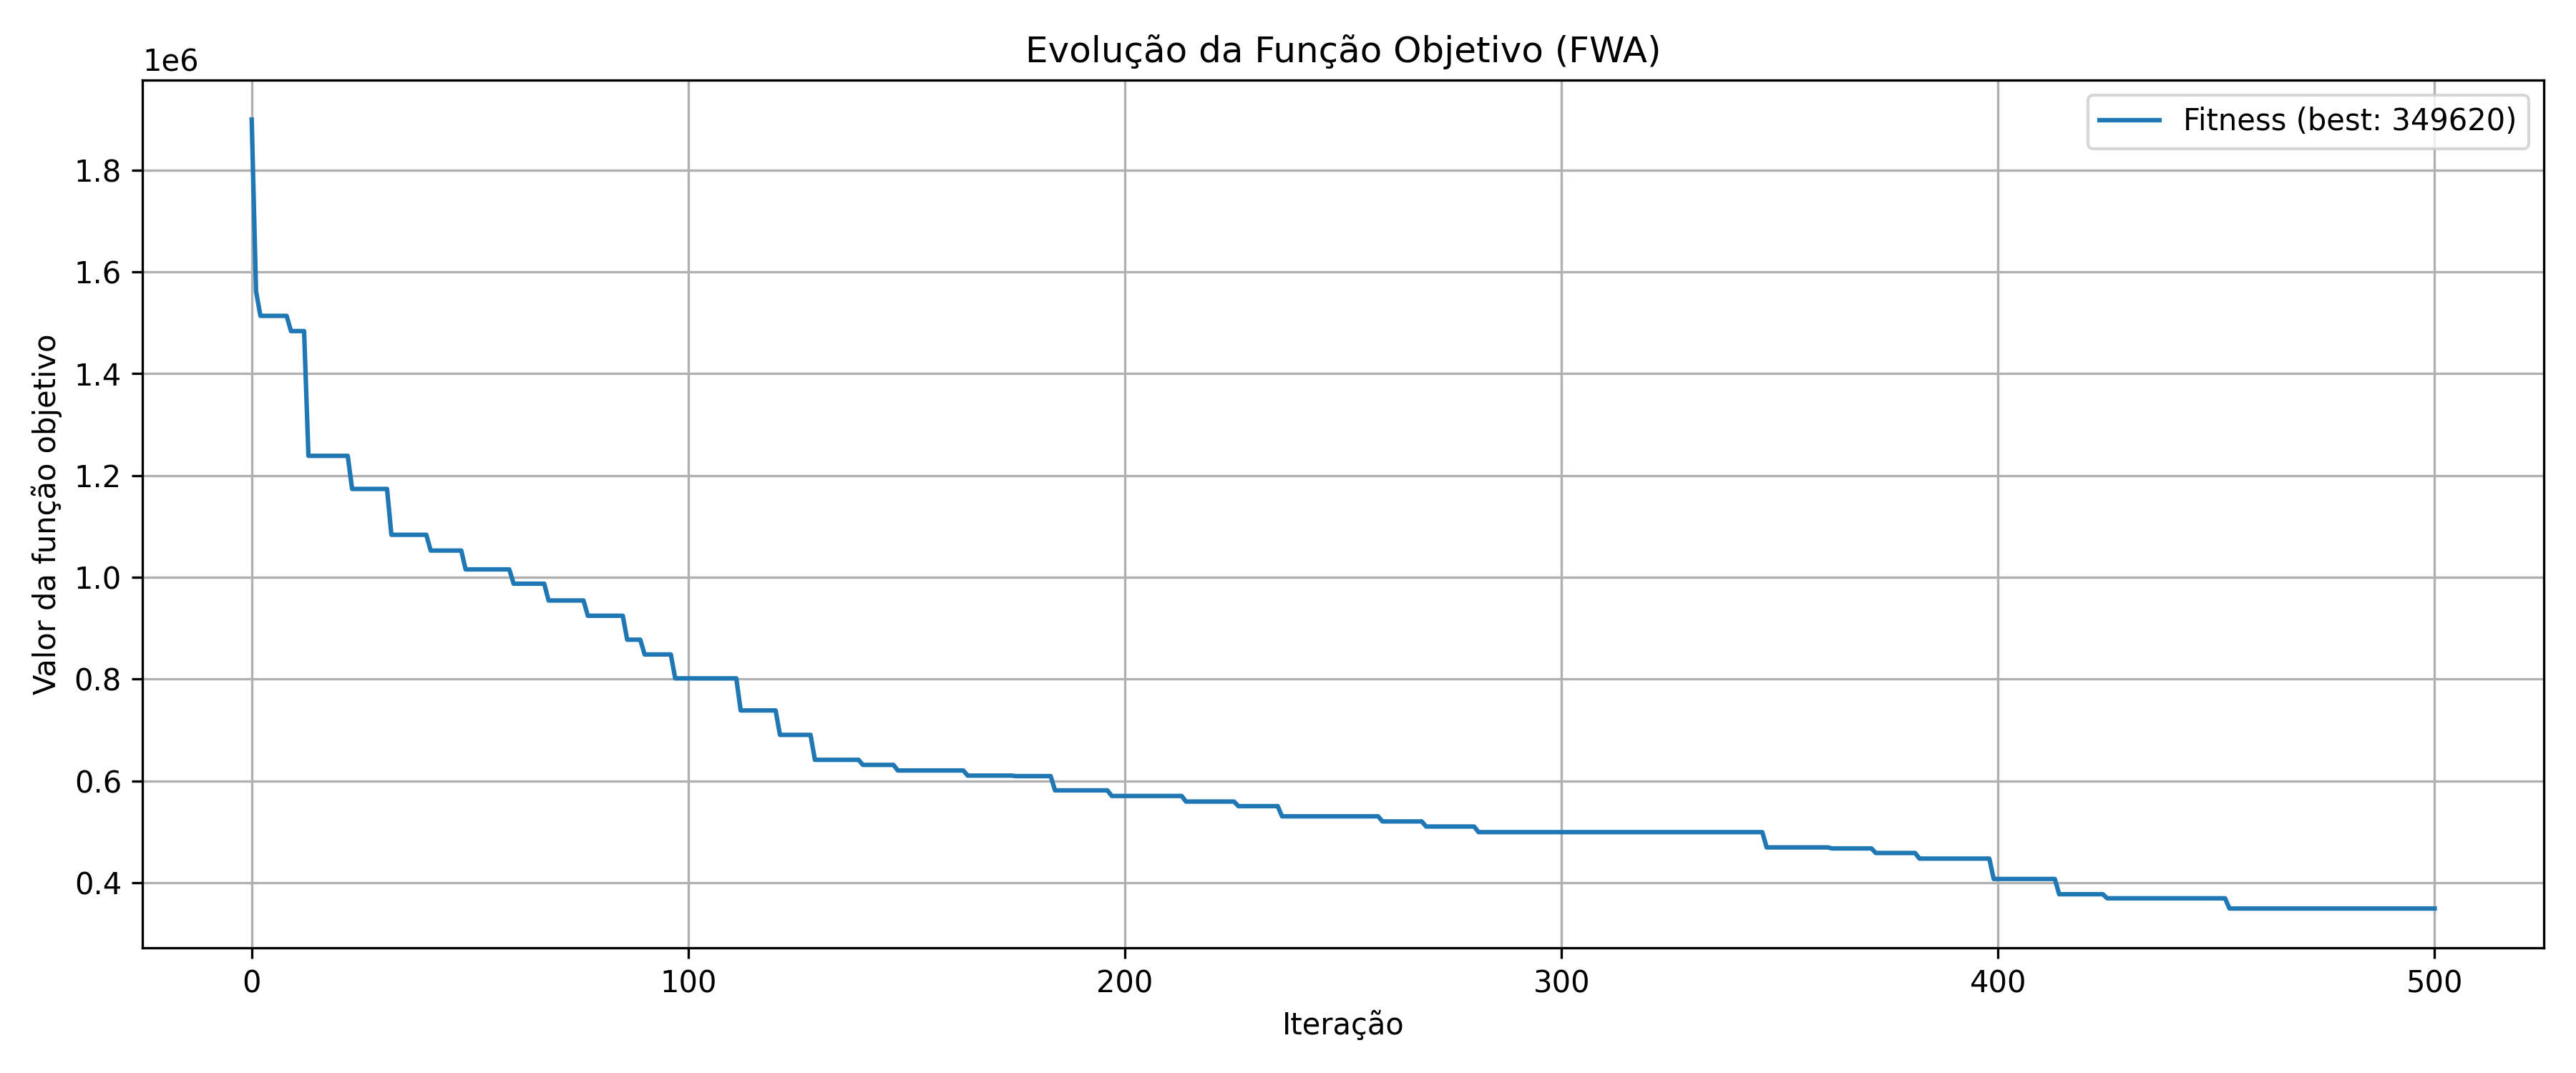 Evolução da Função Objetivo (FWA)
1e6
Fitness (best: 349620)
Valor da função objetivo
1.8
1.6
1.4
1.2
1.0
0.8
0.6
0.4
0 100 200 300 400 500
Iteração